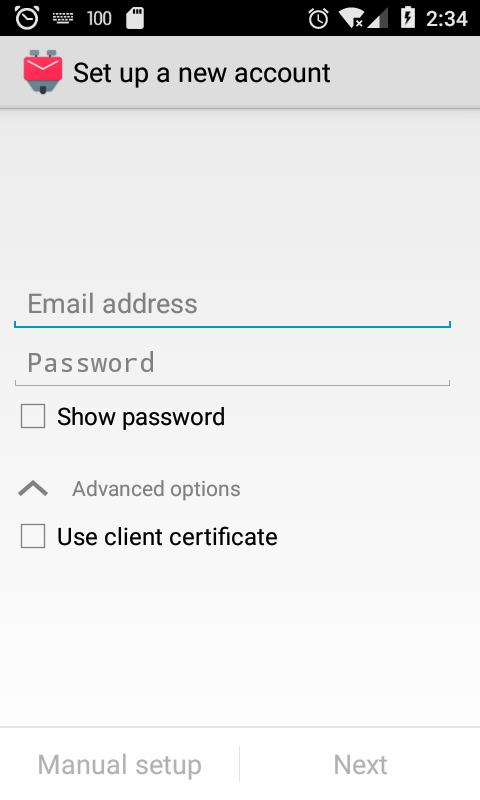 100 2:34
Set up a new account
Email address
Password
Show password
Advanced options
Use client certificate
Manual setup Next